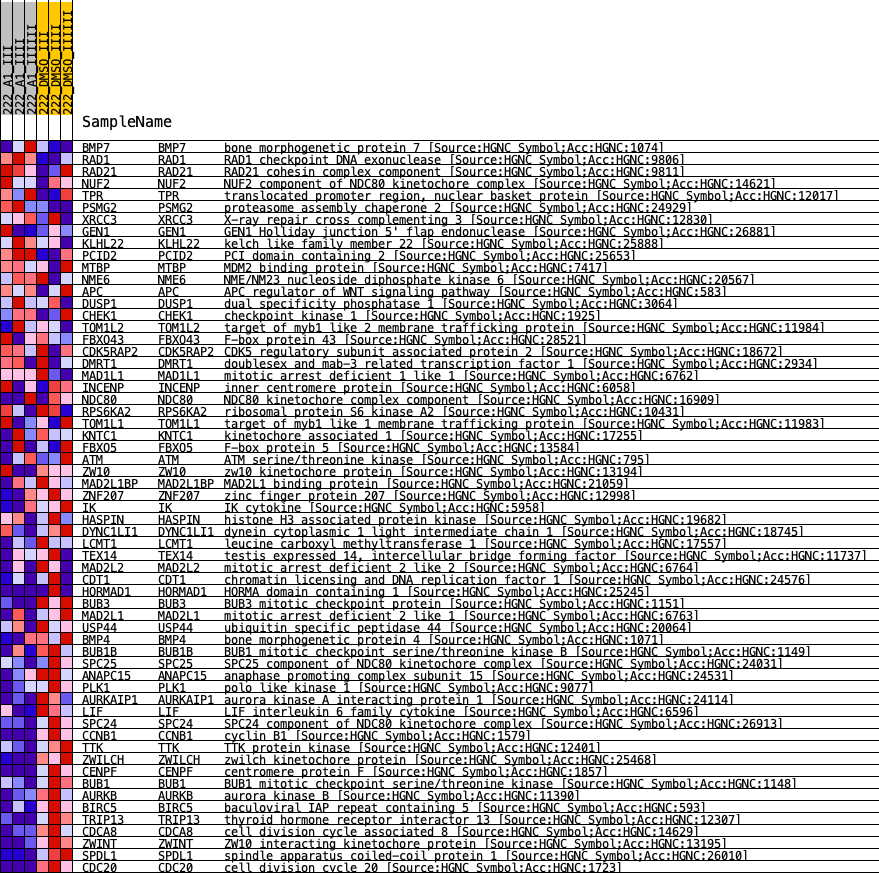 222_A1_III
222_A1_IIII
222_A1_IIIIII
222_DMSO_III
222_DMSO_IIII
222_DMSO_IIIIII
SampleName
BMP7 BMP7 bone morphogenetic protein 7 [Source:HGNC Symbol;Acc:HGNC:1074]
RAD1 RAD1 RAD1 checkpoint DNA exonuclease [Source:HGNC Symbol;Acc:HGNC:9806]
RAD21 RAD21 RAD21 cohesin complex component [Source:HGNC Symbol;Acc:HGNC:9811]
NUF2 NUF2 NUF2 component of NDC80 kinetochore complex [Source:HGNC Symbol;Acc:HGNC:14621]
TPR TPR translocated promoter region, nuclear basket protein [Source:HGNC Symbol;Acc:HGNC:12017]
PSMG2 PSMG2 proteasome assembly chaperone 2 [Source:HGNC Symbol;Acc:HGNC:24929]
XRCC3 XRCC3 X-ray repair cross complementing 3 [Source:HGNC Symbol;Acc:HGNC:12830]
GEN1 GEN1 GEN1 Holliday junction 5' flap endonuclease [Source:HGNC Symbol;Acc:HGNC:26881]
KLHL22 KLHL22 kelch like family member 22 [Source:HGNC Symbol;Acc:HGNC:25888]
PCID2 PCID2 PCI domain containing 2 [Source:HGNC Symbol;Acc:HGNC:25653]
MTBP MTBP MDM2 binding protein [Source:HGNC Symbol;Acc:HGNC:7417]
NME6 NME6 NME/NM23 nucleoside diphosphate kinase 6 [Source:HGNC Symbol;Acc:HGNC:20567]
APC APC APC regulator of WNT signaling pathway [Source:HGNC Symbol;Acc:HGNC:583]
DUSP1 DUSP1 dual specificity phosphatase 1 [Source:HGNC Symbol;Acc:HGNC:3064]
CHEK1 CHEK1 checkpoint kinase 1 [Source:HGNC Symbol;Acc:HGNC:1925]
TOM1L2 TOM1L2 target of myb1 like 2 membrane trafficking protein [Source:HGNC Symbol;Acc:HGNC:11984]
FBXO43 FBXO43 F-box protein 43 [Source:HGNC Symbol;Acc:HGNC:28521]
CDK5RAP2 CDK5RAP2 CDK5 regulatory subunit associated protein 2 [Source:HGNC Symbol;Acc:HGNC:18672]
DMRT1 DMRT1 doublesex and mab-3 related transcription factor 1 [Source:HGNC Symbol;Acc:HGNC:2934]
MAD1L1 MAD1L1 mitotic arrest deficient 1 like 1 [Source:HGNC Symbol;Acc:HGNC:6762]
INCENP INCENP inner centromere protein [Source:HGNC Symbol;Acc:HGNC:6058]
NDC80 NDC80 NDC80 kinetochore complex component [Source:HGNC Symbol;Acc:HGNC:16909]
RPS6KA2 RPS6KA2 ribosomal protein S6 kinase A2 [Source:HGNC Symbol;Acc:HGNC:10431]
TOM1L1 TOM1L1 target of myb1 like 1 membrane trafficking protein [Source:HGNC Symbol;Acc:HGNC:11983]
KNTC1 KNTC1 kinetochore associated 1 [Source:HGNC Symbol;Acc:HGNC:17255]
FBXO5 FBXO5 F-box protein 5 [Source:HGNC Symbol;Acc:HGNC:13584]
ATM ATM ATM serine/threonine kinase [Source:HGNC Symbol;Acc:HGNC:795]
ZW10 ZW10 zw10 kinetochore protein [Source:HGNC Symbol;Acc:HGNC:13194]
MAD2L1BP MAD2L1BP MAD2L1 binding protein [Source:HGNC Symbol;Acc:HGNC:21059]
ZNF207 ZNF207 zinc finger protein 207 [Source:HGNC Symbol;Acc:HGNC:12998]
IK IK IK cytokine [Source:HGNC Symbol;Acc:HGNC:5958]
HASPIN HASPIN histone H3 associated protein kinase [Source:HGNC Symbol;Acc:HGNC:19682]
DYNC1LI1 DYNC1LI1 dynein cytoplasmic 1 light intermediate chain 1 [Source:HGNC Symbol;Acc:HGNC:18745]
LCMT1 LCMT1 leucine carboxyl methyltransferase 1 [Source:HGNC Symbol;Acc:HGNC:17557]
TEX14 TEX14 testis expressed 14, intercellular bridge forming factor [Source:HGNC Symbol;Acc:HGNC:11737]
MAD2L2 MAD2L2 mitotic arrest deficient 2 like 2 [Source:HGNC Symbol;Acc:HGNC:6764]
CDT1 CDT1 chromatin licensing and DNA replication factor 1 [Source:HGNC Symbol;Acc:HGNC:24576]
HORMAD1 HORMAD1 HORMA domain containing 1 [Source:HGNC Symbol;Acc:HGNC:25245]
BUB3 BUB3 BUB3 mitotic checkpoint protein [Source:HGNC Symbol;Acc:HGNC:1151]
MAD2L1 MAD2L1 mitotic arrest deficient 2 like 1 [Source:HGNC Symbol;Acc:HGNC:6763]
USP44 USP44 ubiquitin specific peptidase 44 [Source:HGNC Symbol;Acc:HGNC:20064]
BMP4 BMP4 bone morphogenetic protein 4 [Source:HGNC Symbol;Acc:HGNC:1071]
BUB1B BUB1B BUB1 mitotic checkpoint serine/threonine kinase B [Source:HGNC Symbol;Acc:HGNC:1149]
SPC25 SPC25 SPC25 component of NDC80 kinetochore complex [Source:HGNC Symbol;Acc:HGNC:24031]
ANAPC15 ANAPC15 anaphase promoting complex subunit 15 [Source:HGNC Symbol;Acc:HGNC:24531]
PLK1 PLK1 polo like kinase 1 [Source:HGNC Symbol;Acc:HGNC:9077]
AURKAIP1 AURKAIP1 aurora kinase A interacting protein 1 [Source:HGNC Symbol;Acc:HGNC:24114]
LIF LIF LIF interleukin 6 family cytokine [Source:HGNC Symbol;Acc:HGNC:6596]
SPC24 SPC24 SPC24 component of NDC80 kinetochore complex [Source:HGNC Symbol;Acc:HGNC:26913]
CCNB1 CCNB1 cyclin B1 [Source:HGNC Symbol;Acc:HGNC:1579]
TTK TTK TTK protein kinase [Source:HGNC Symbol;Acc:HGNC:12401]
ZWILCH ZWILCH zwilch kinetochore protein [Source:HGNC Symbol;Acc:HGNC:25468]
CENPF CENPF centromere protein F [Source:HGNC Symbol;Acc:HGNC:1857]
BUB1 BUB1 BUB1 mitotic checkpoint serine/threonine kinase [Source:HGNC Symbol;Acc:HGNC:1148]
AURKB AURKB aurora kinase B [Source:HGNC Symbol;Acc:HGNC:11390]
BIRC5 BIRC5 baculoviral IAP repeat containing 5 [Source:HGNC Symbol;Acc:HGNC:593]
TRIP13 TRIP13 thyroid hormone receptor interactor 13 [Source:HGNC Symbol;Acc:HGNC:12307]
CDCA8 CDCA8 cell division cycle associated 8 [Source:HGNC Symbol;Acc:HGNC:14629]
ZWINT ZWINT ZW10 interacting kinetochore protein [Source:HGNC Symbol;Acc:HGNC:13195]
SPDL1 SPDL1 spindle apparatus coiled-coil protein 1 [Source:HGNC Symbol;Acc:HGNC:26010]
CDC20 CDC20 cell division cycle 20 [Source:HGNC Symbol;Acc:HGNC:1723]